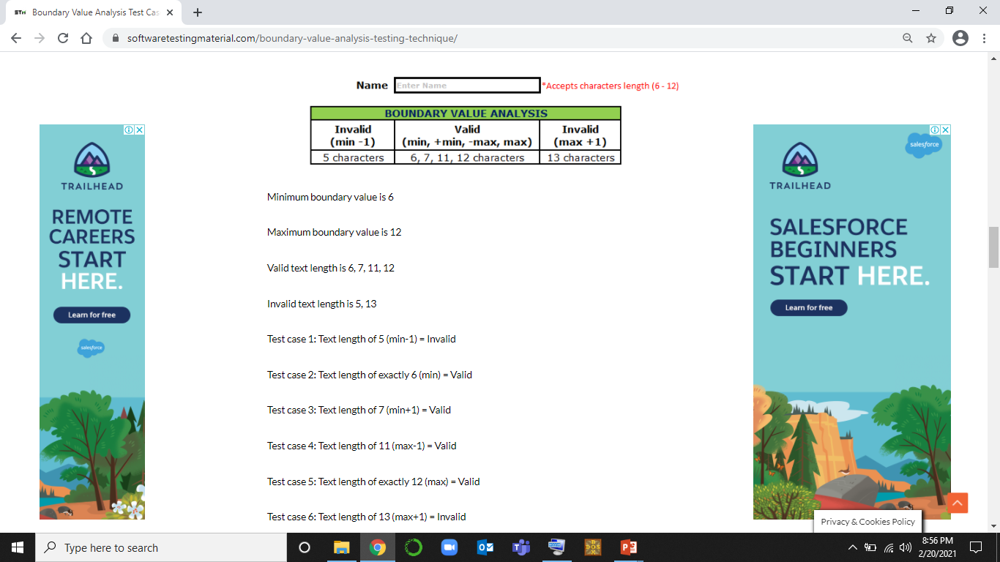 STM Boundary Value Analysis Test Cas
softwaretestingmaterial.com/boundary-value-analysis-testing-technique/
Name Enter Name *Accepts characters length (6 - 12)
BOUNDARY VALUE ANALYSIS
Invalid (min -1) Valid (min, +min, -max, max) Invalid (max +1)
5 characters 6, 7, 11, 12 characters 13 characters
Minimum boundary value is 6
Maximum boundary value is 12
Valid text length is 6, 7, 11, 12
Invalid text length is 5, 13
Test case 1: Text length of 5 (min-1) = Invalid
Test case 2: Text length of exactly 6 (min) = Valid
Test case 3: Text length of 7 (min+1) = Valid
Test case 4: Text length of 11 (max-1) = Valid
Test case 5: Text length of exactly 12 (max) = Valid
Test case 6: Text length of 13 (max+1) = Invalid
TRAILHEAD
REMOTE
CAREERS
START
HERE.
Learn for free
salesforce
salesforce
TRAILHEAD
SALESFORCE
BEGINNERS
START HERE.
Learn for free
Privacy & Cookies Policy
Type here to search
8:56 PM
2/20/2021